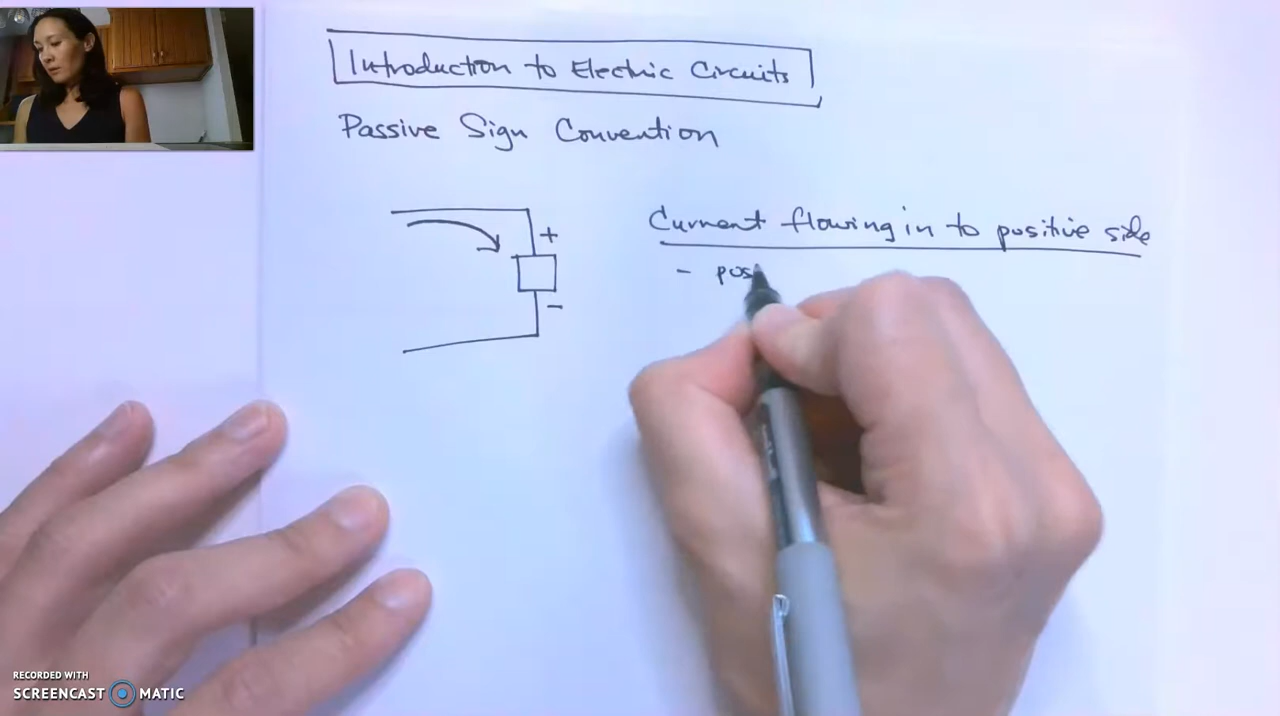 Introduction to Electric Circuits
Passive Sign Convention
Current flowing in to positive side
+
- pos
-
RECORDED WITH
SCREENCAST MATIC